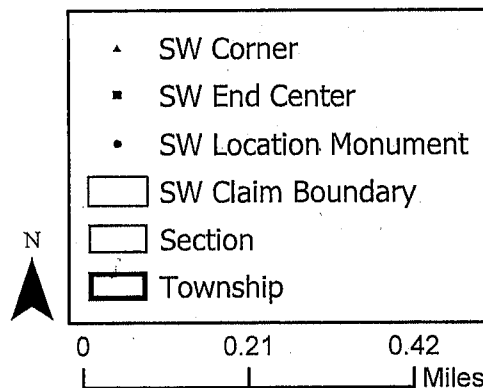 SW Corner
SW End Center
SW Location Monument
SW Claim Boundary
Section
N
Township
0 0.21 0.42
Miles